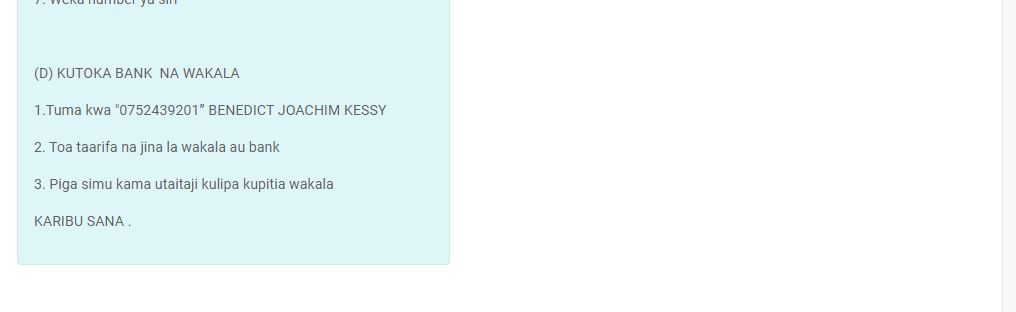 7. Weka number ya siri
(D) KUTOKA BANK  NA WAKALA
1.Tuma kwa "0752439201” BENEDICT JOACHIM KESSY
2. Toa taarifa na jina la wakala au bank
3. Piga simu kama utaitaji kulipa kupitia wakala
KARIBU SANA .